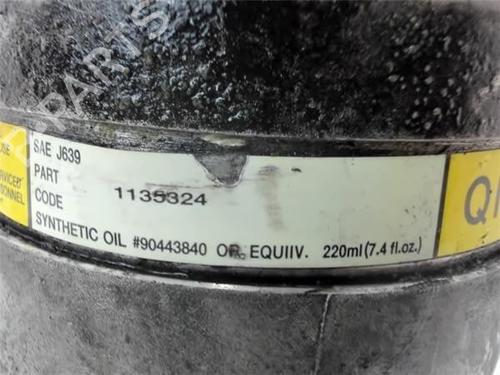 SAE J639
PART
CODE 1135324
SYNTHETIC OIL #90443840 OR EQUIIV. 220ml (7.4 fl.oz.)